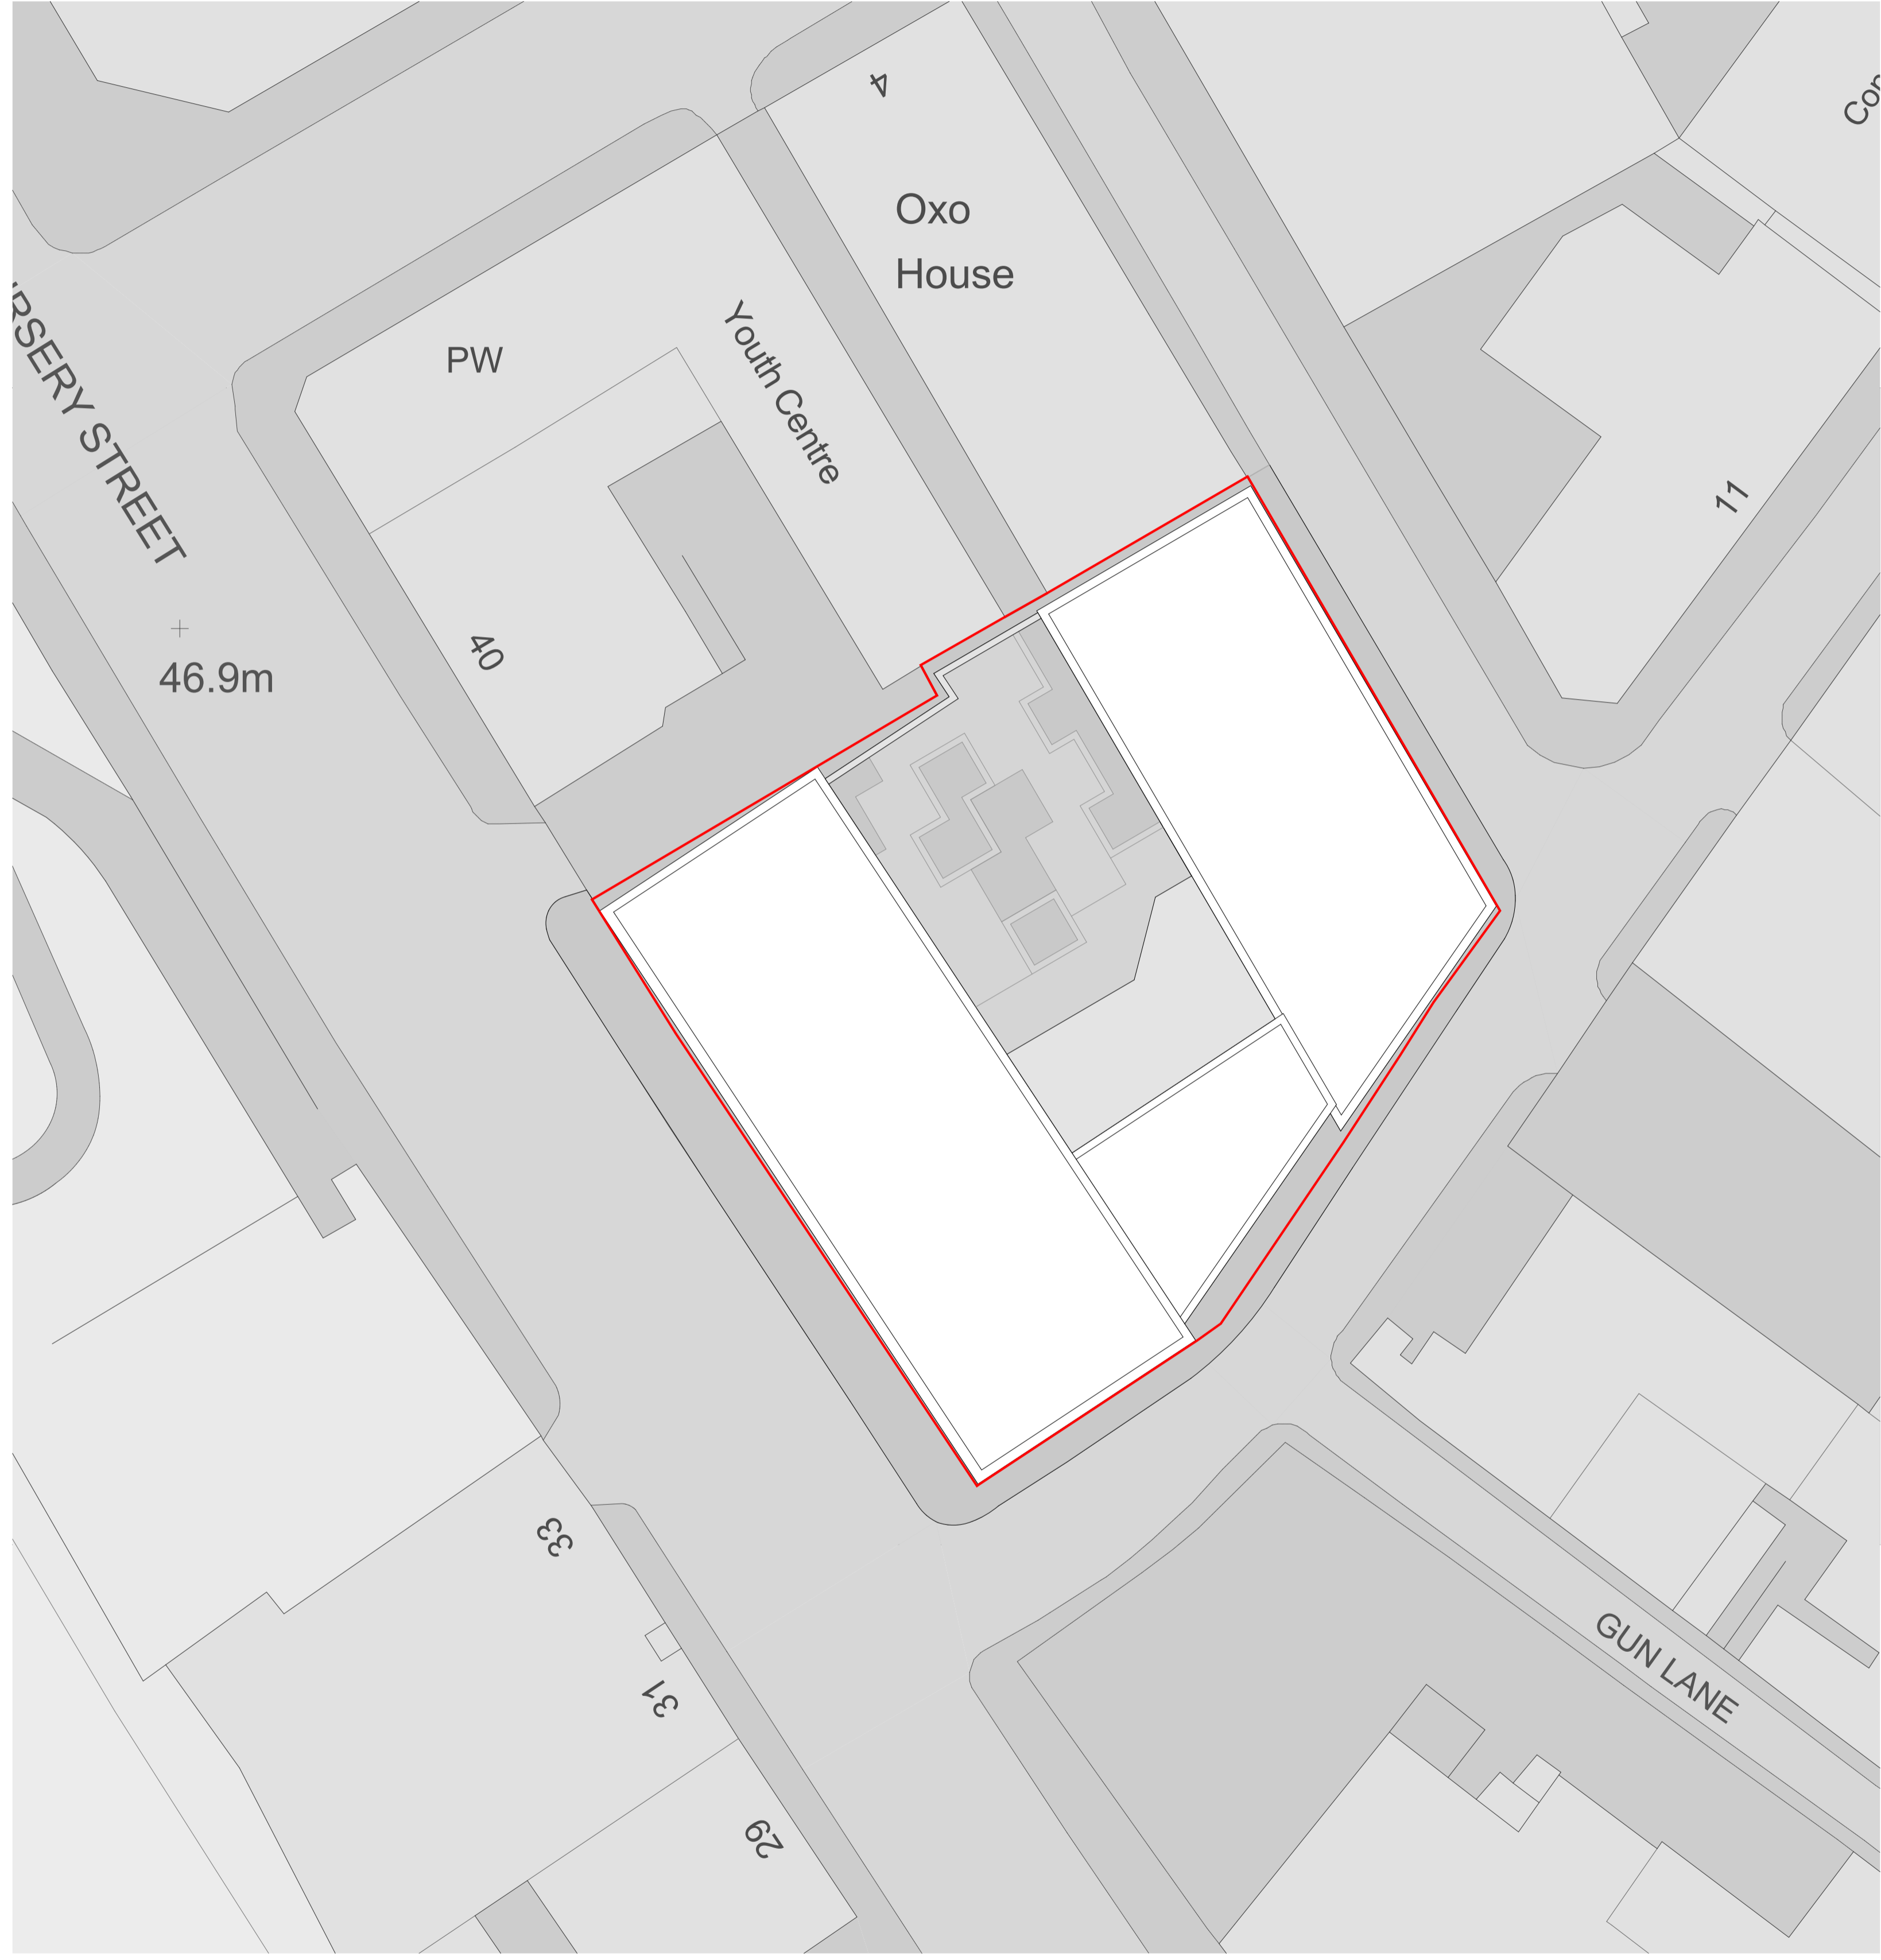 4
Oxo
House
Youth Centre
PW
RSERY STREET
46.9m
40
11
33
31
29
GUN LANE